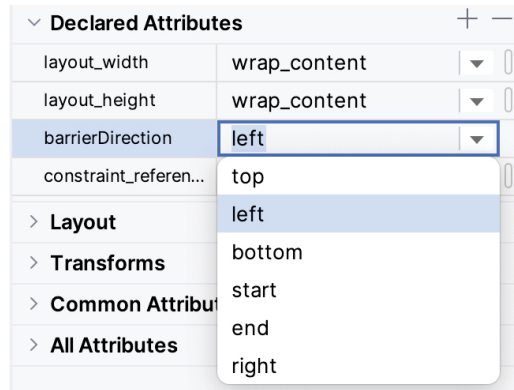 Declared Attributes
layout_width wrap_content
layout_height wrap_content
barrierDirection left
constraint_referen...
top
left
bottom
start
end
right
Layout
Transforms
Common Attribut
All Attributes